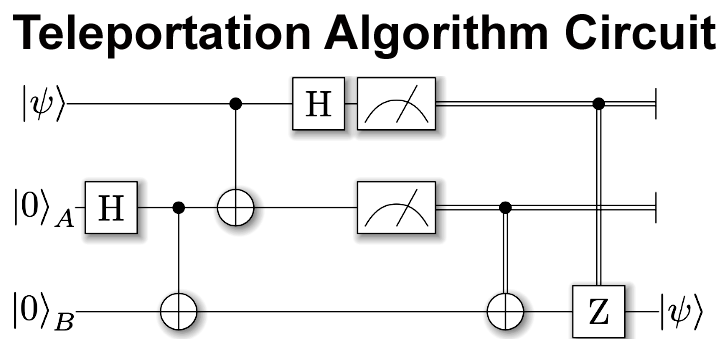 Teleportation Algorithm Circuit
|ψ⟩ H
|0⟩A H
|0⟩B Z |ψ⟩